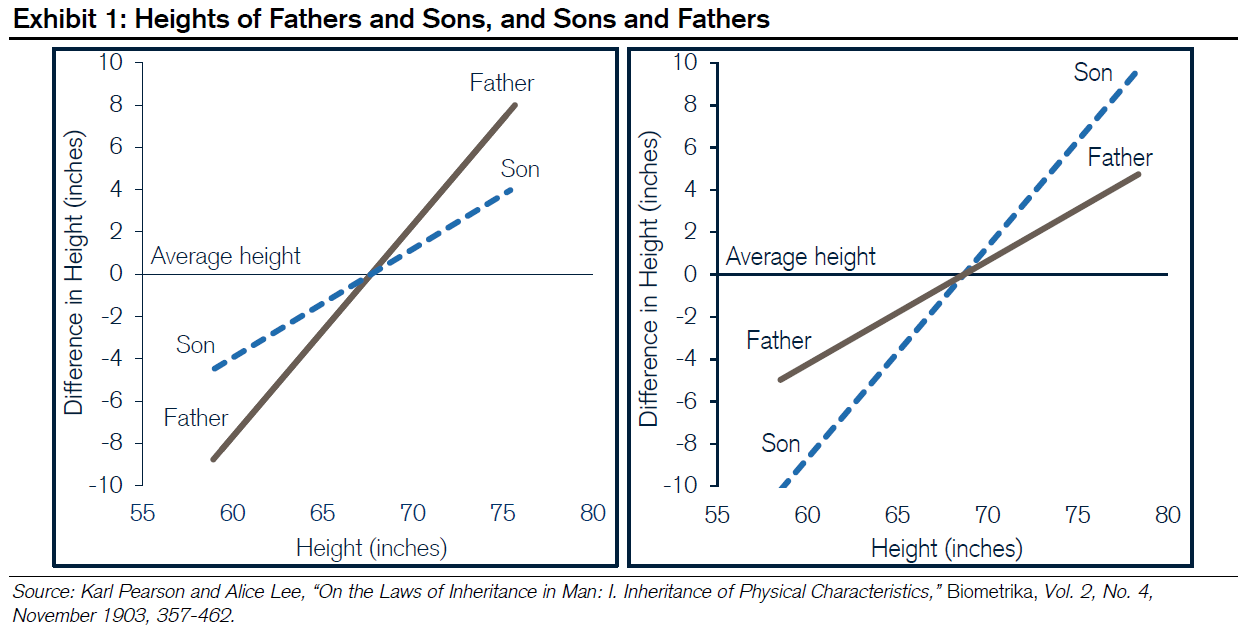 Exhibit 1: Heights of Fathers and Sons, and Sons and Fathers
Difference in Height (inches)
10
8
6
4
2
0
-2
-4
-6
-8
-10
Father
Son
Average height
Son
Father
55 60 65 70 75 80
Height (inches)
Difference in Height (inches)
10
8
6
4
2
0
-2
-4
-6
-8
-10
Son
Father
Average height
Father
Son
55 60 65 70 75 80
Height (inches)
Source: Karl Pearson and Alice Lee, “On the Laws of Inheritance in Man: I. Inheritance of Physical Characteristics,” Biometrika, Vol. 2, No. 4,
November 1903, 357-462.